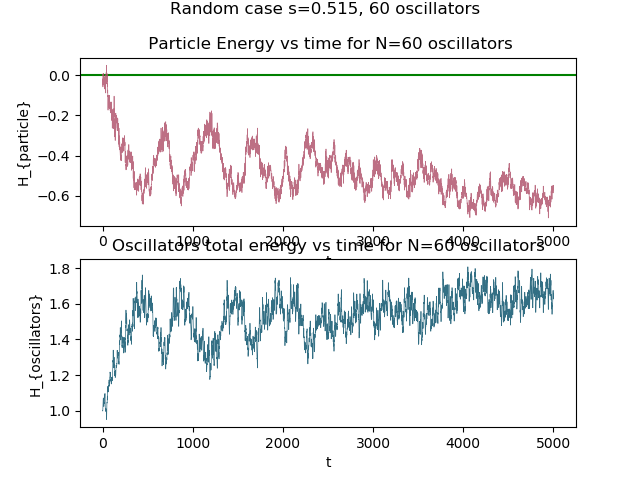 Random case s=0.515, 60 oscillators
Particle Energy vs time for N=60 oscillators
H_{particle}
0.0
−0.2
−0.4
−0.6
0 1000 2000 3000 4000 5000
t
Oscillators total energy vs time for N=60 oscillators
H_{oscillators}
1.8
1.6
1.4
1.2
1.0
0 1000 2000 3000 4000 5000
t